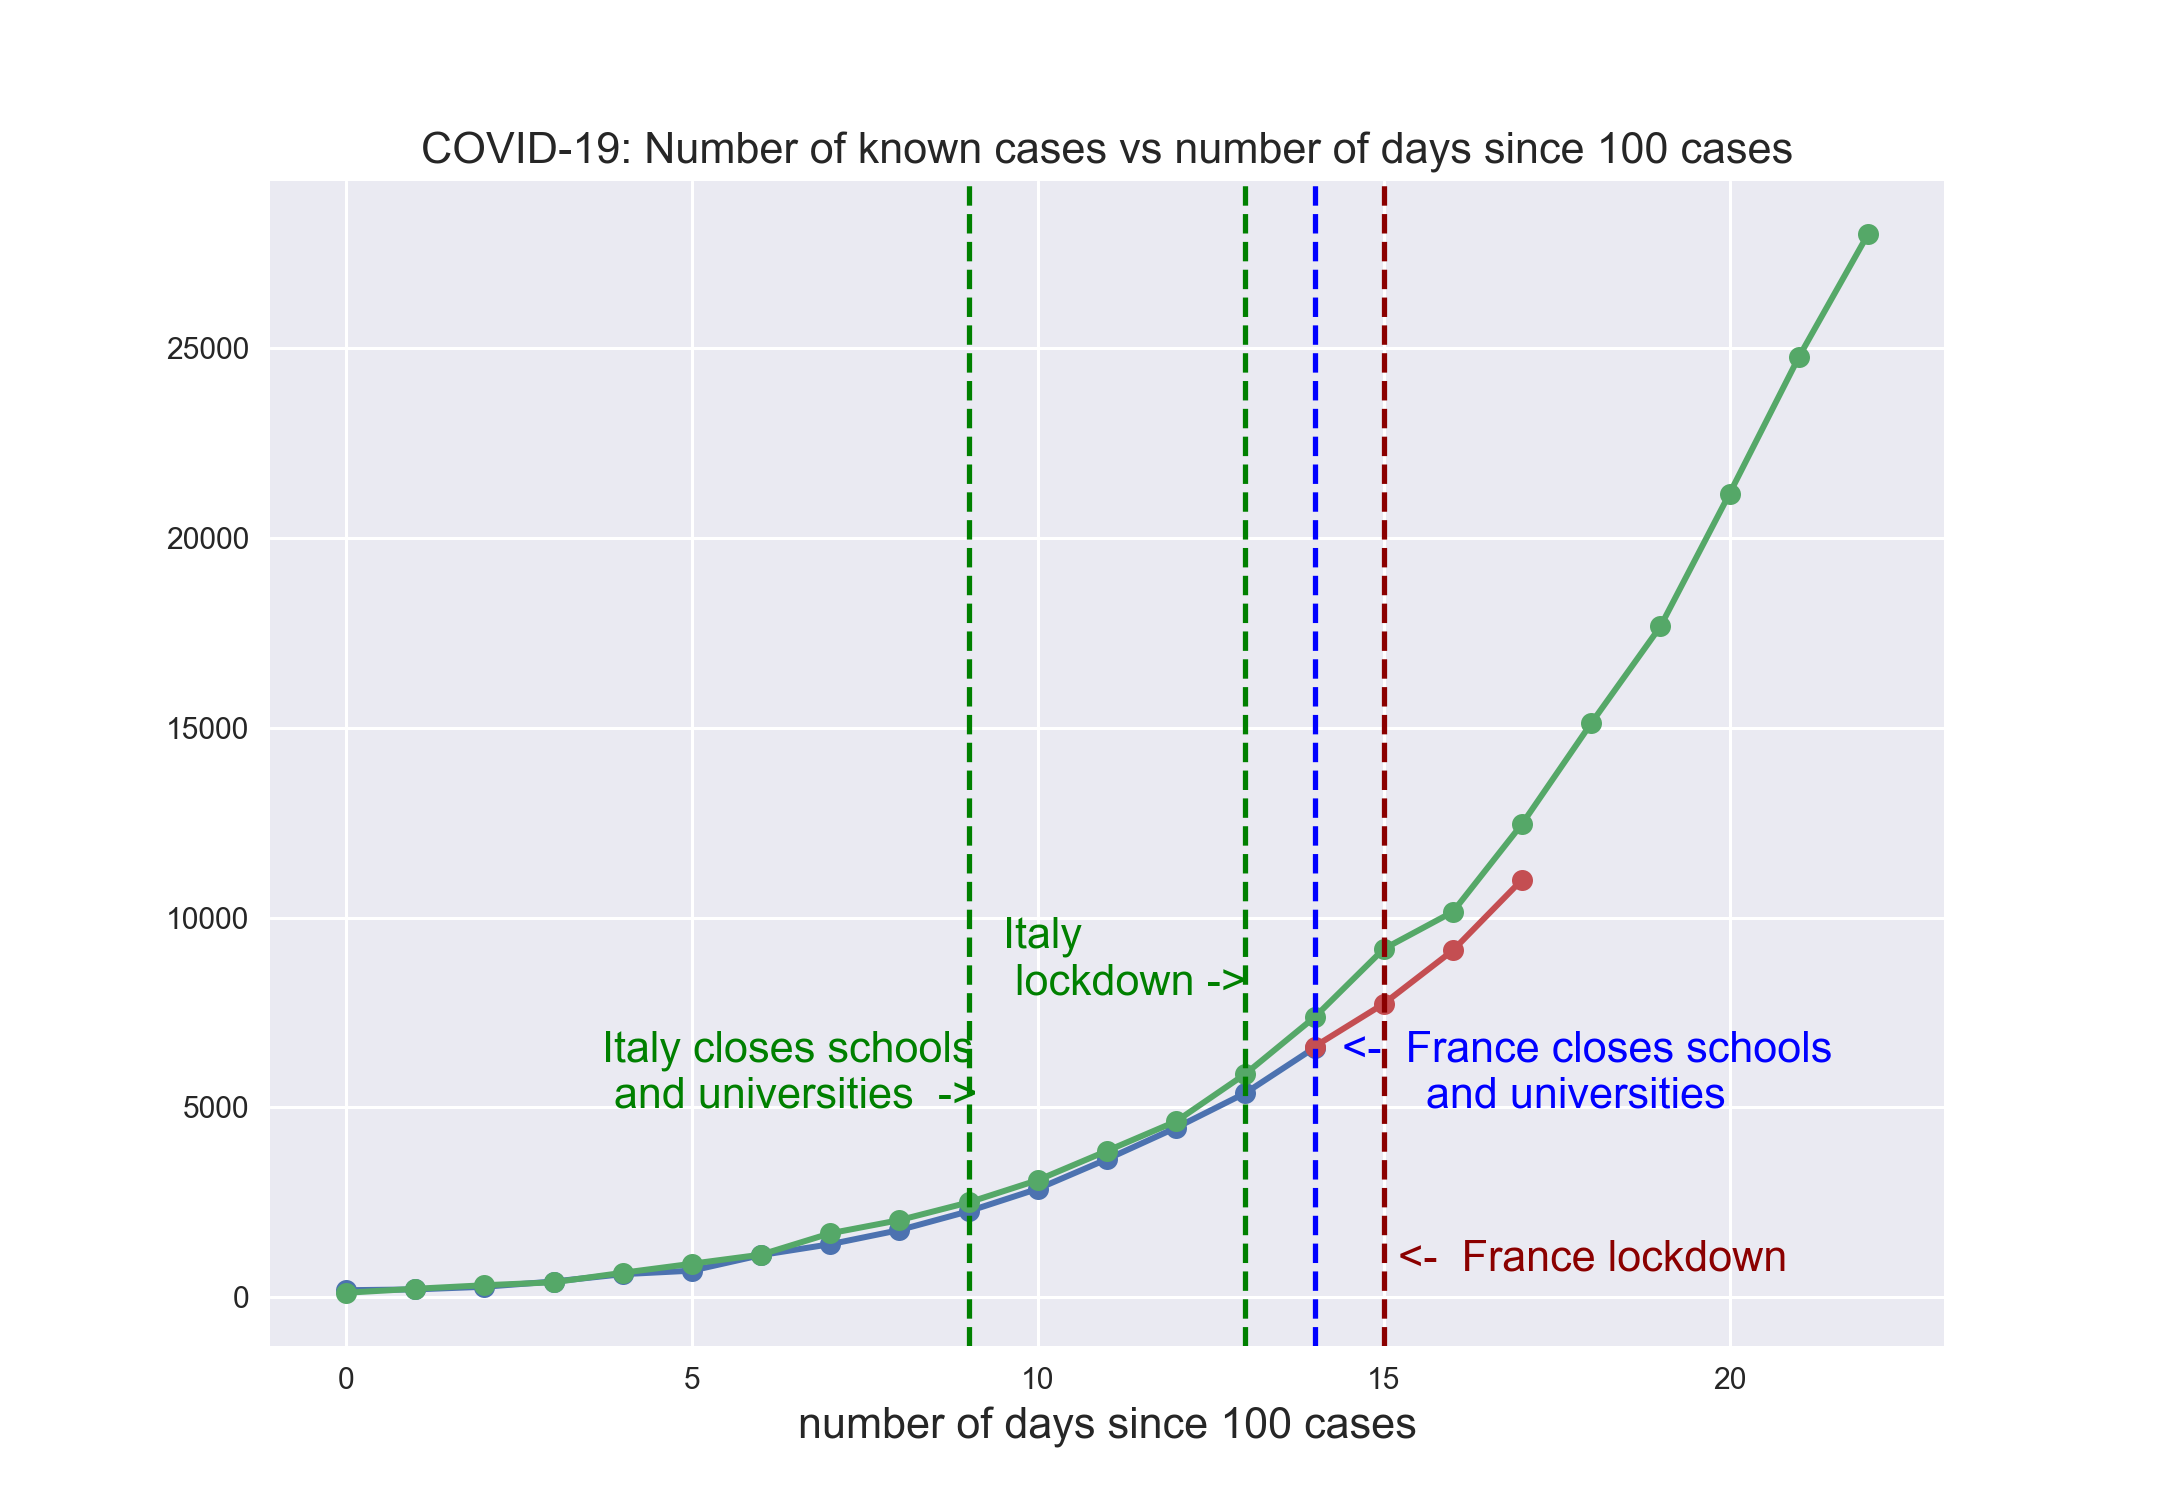 COVID-19: Number of known cases vs number of days since 100 cases
25000
20000
15000
10000
5000
0
Italy
lockdown ->
Italy closes schools
and universities  ->
<-  France closes schools
and universities
<-  France lockdown
0 5 10 15 20
number of days since 100 cases